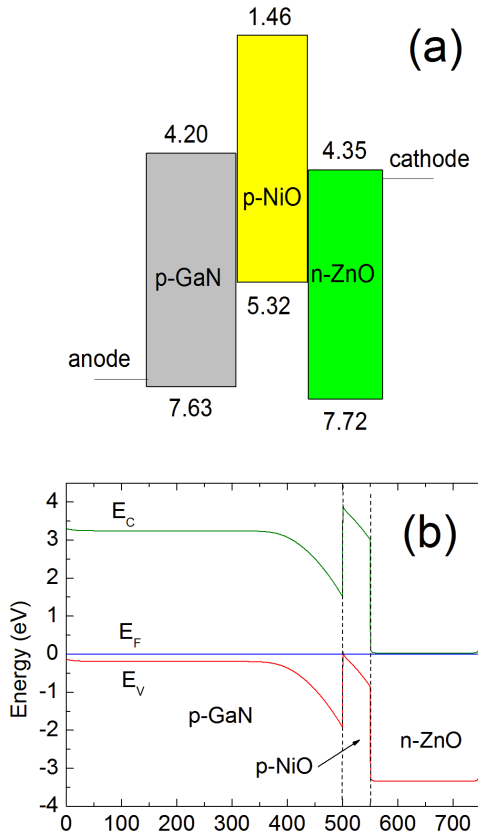 1.46
(a)
4.20
4.35
cathode
p-NiO
p-GaN
n-ZnO
5.32
anode
7.63
7.72
4
E_C
(b)
3
2
1
Energy (eV)
E_F
0
E_V
-1
p-GaN
n-ZnO
-2
p-NiO
-3
-4
0 100 200 300 400 500 600 700